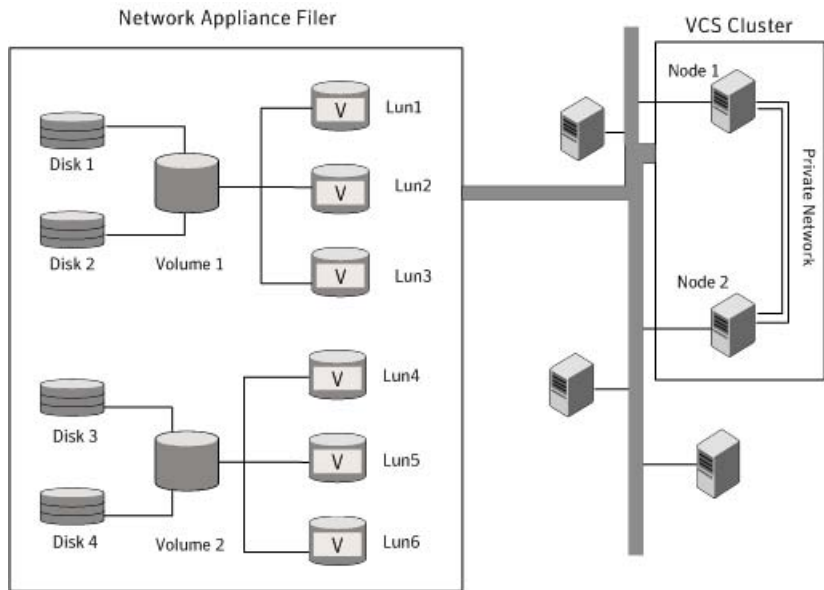 Network Appliance Filer
VCS Cluster
Node 1
V
Lun1
Disk 1
V
Lun2
Disk 2
Volume 1
V
Lun3
Private Network
Node 2
V
Lun4
Disk 3
V
Lun5
Disk 4
Volume 2
V
Lun6